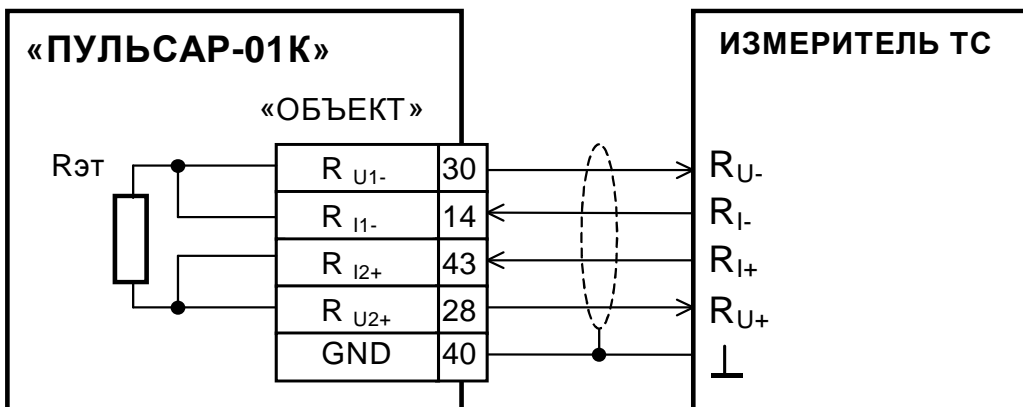 «ПУЛЬСАР-01К»
ИЗМЕРИТЕЛЬ ТС
«ОБЪЕКТ»
Rэт
R U1- 30 RU-
R I1- 14 RI-
R I2+ 43 RI+
R U2+ 28 RU+
GND 40